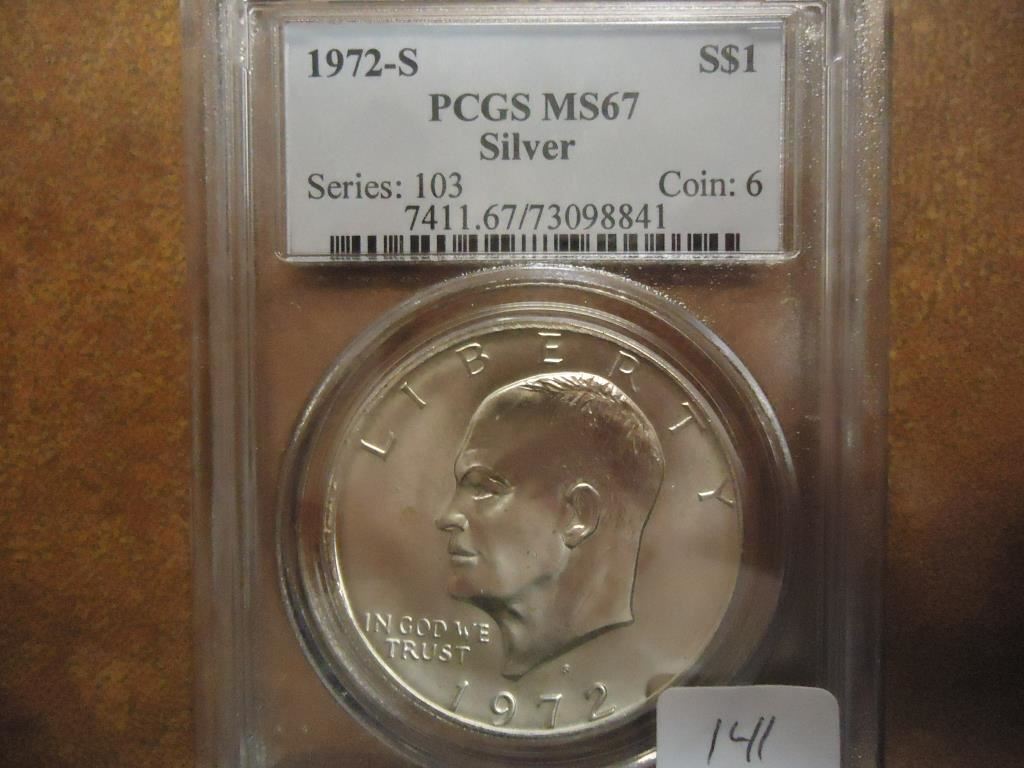 1972-S S$1
PCGS MS67
Silver
Series: 103 Coin: 6
7411.67/73098841
LIBERTY
IN GOD WE
TRUST
S
1972
141